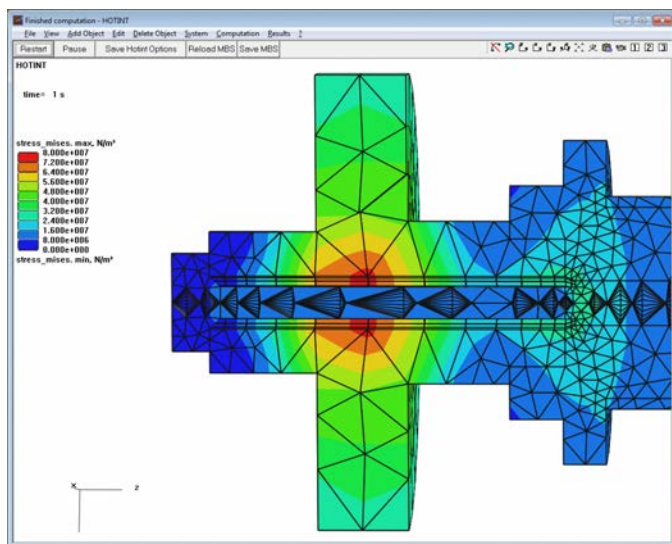 Finished computation - HOTINT
File View Add Object Edit Delete Object System Computation Results ?
Restart Pause Save Hotint Options Reload MBS Save MBS
1 2 3
HOTINT
time= 1 s
stress_mises. max, N/m²
8.000e+007
7.200e+007
6.400e+007
5.600e+007
4.800e+007
4.000e+007
3.200e+007
2.400e+007
1.600e+007
8.000e+006
0.000e+000
stress_mises. min, N/m²
X
z